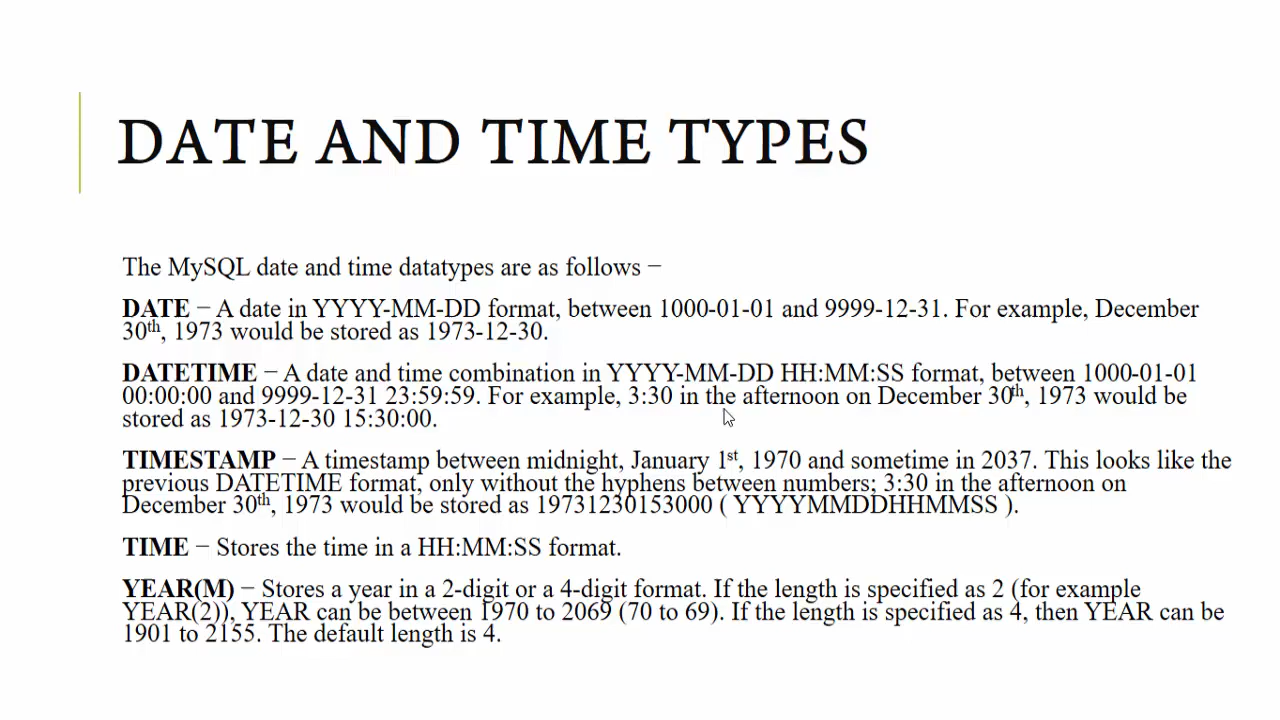 DATE AND TIME TYPES
The MySQL date and time datatypes are as follows −
DATE − A date in YYYY-MM-DD format, between 1000-01-01 and 9999-12-31. For example, December
30th, 1973 would be stored as 1973-12-30.
DATETIME − A date and time combination in YYYY-MM-DD HH:MM:SS format, between 1000-01-01
00:00:00 and 9999-12-31 23:59:59. For example, 3:30 in the afternoon on December 30th, 1973 would be
stored as 1973-12-30 15:30:00.
TIMESTAMP − A timestamp between midnight, January 1st, 1970 and sometime in 2037. This looks like the
previous DATETIME format, only without the hyphens between numbers; 3:30 in the afternoon on
December 30th, 1973 would be stored as 19731230153000 ( YYYYMMDDHHMMSS ).
TIME − Stores the time in a HH:MM:SS format.
YEAR(M) − Stores a year in a 2-digit or a 4-digit format. If the length is specified as 2 (for example
YEAR(2)), YEAR can be between 1970 to 2069 (70 to 69). If the length is specified as 4, then YEAR can be
1901 to 2155. The default length is 4.